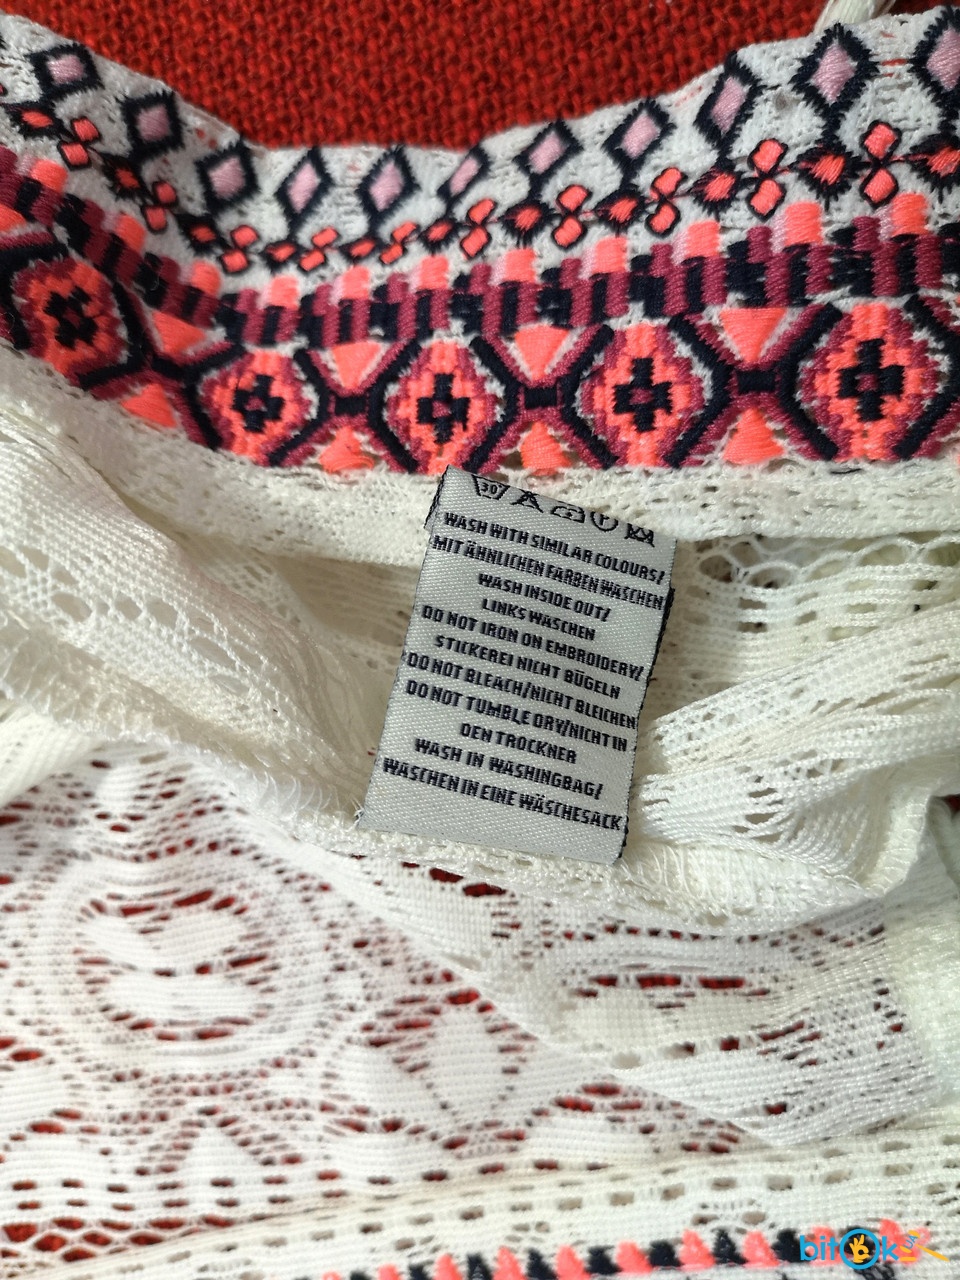 30
P
WASH WITH SIMILAR COLOURS/
MIT ÄHNLICHEN FARBEN WASCHEN
WASH INSIDE OUT/
LINKS WASCHEN
DO NOT IRON ON EMBROIDERY/
STICKEREI NICHT BÜGELN
DO NOT BLEACH/NICHT BLEICHEN
DO NOT TUMBLE DRY/NICHT IN
DEN TROCKNER
WASH IN WASHINGBAG/
WASCHEN IN EINE WÄSCHESACK
bitOk